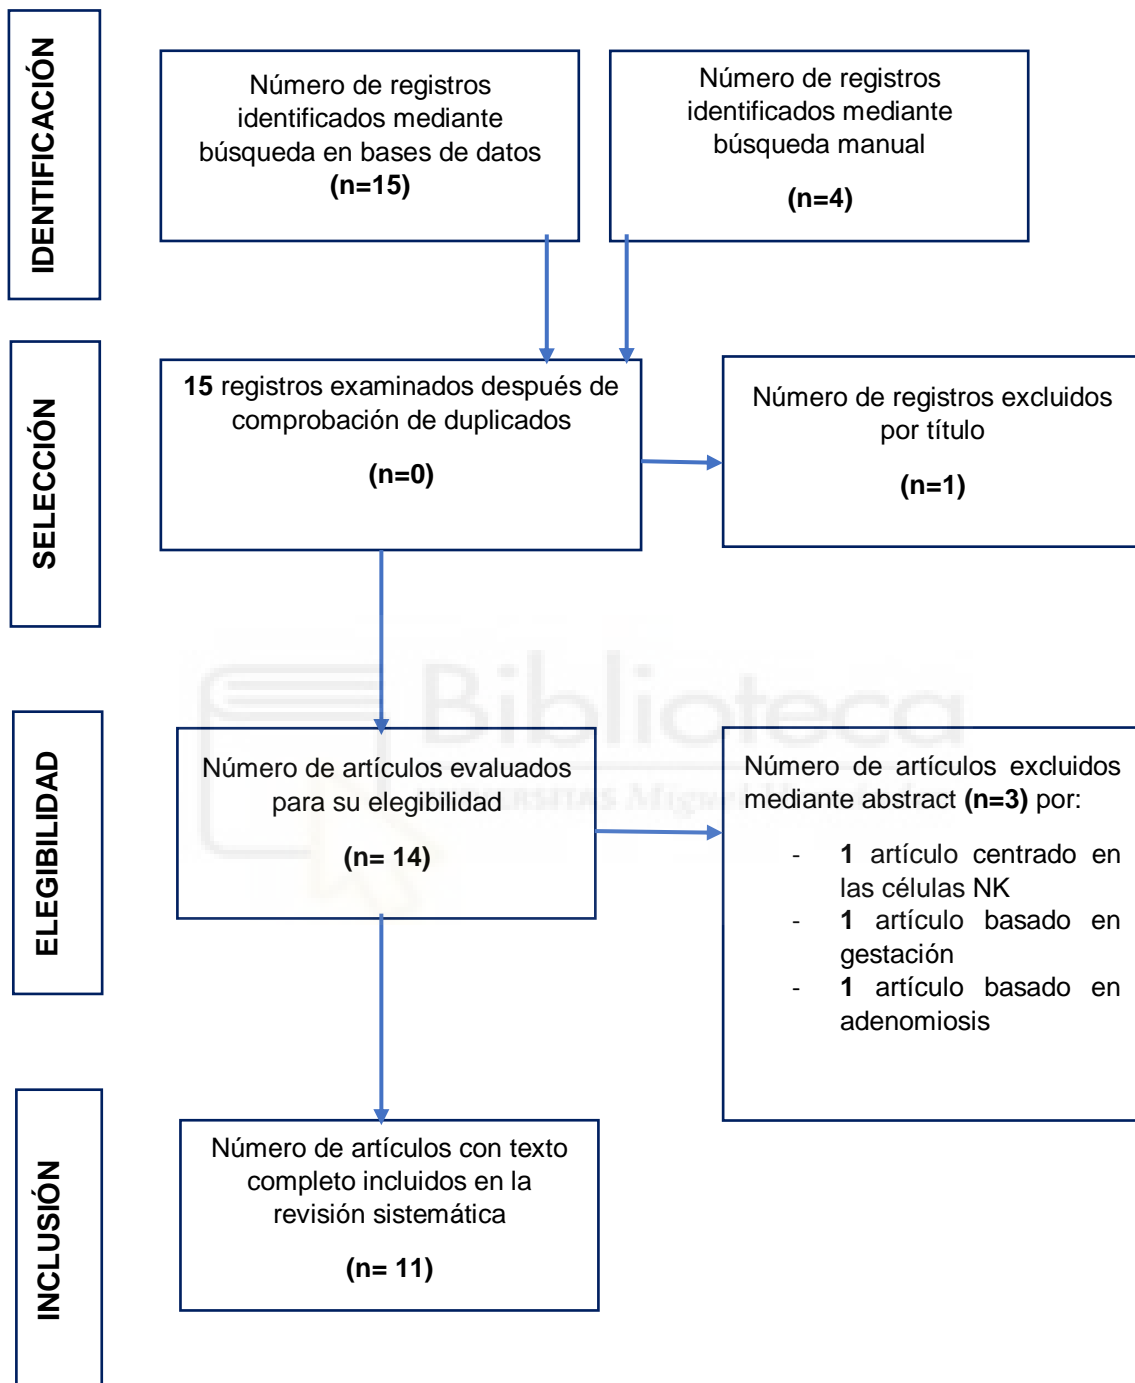 IDENTIFICACIÓN
Número de registros
identificados mediante
búsqueda en bases de datos
(n=15)
Número de registros
identificados mediante
búsqueda manual
(n=4)
SELECCIÓN
15 registros examinados después de
comprobación de duplicados
(n=0)
Número de registros excluidos
por título
(n=1)
Biblioteca
ELEGIBILIDAD
Número de artículos evaluados
para su elegibilidad
(n= 14)
Número de artículos excluidos
mediante abstract (n=3) por:
- 1 artículo centrado en
las células NK
- 1 artículo basado en
gestación
- 1 artículo basado en
adenomiosis
INCLUSIÓN
Número de artículos con texto
completo incluidos en la
revisión sistemática
(n= 11)